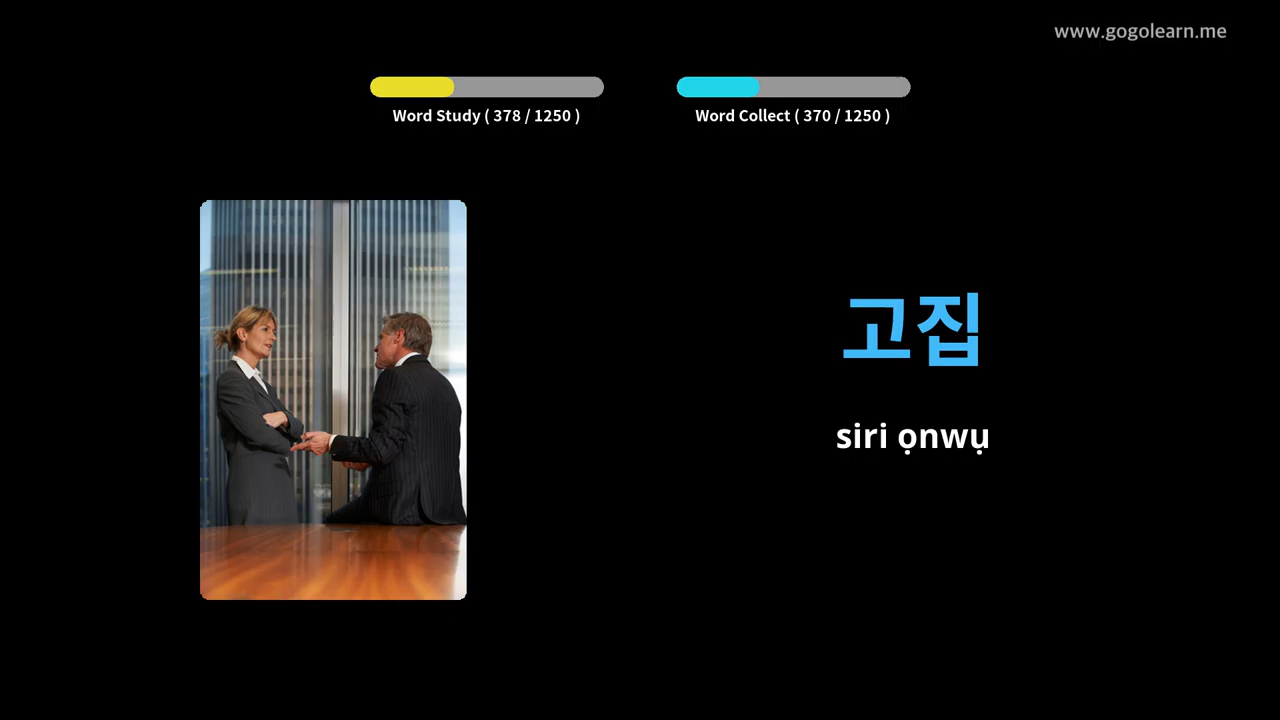 www.gogolearn.me
Word Study ( 378 / 1250 )
Word Collect ( 370 / 1250 )
고집
siri ọnwụ